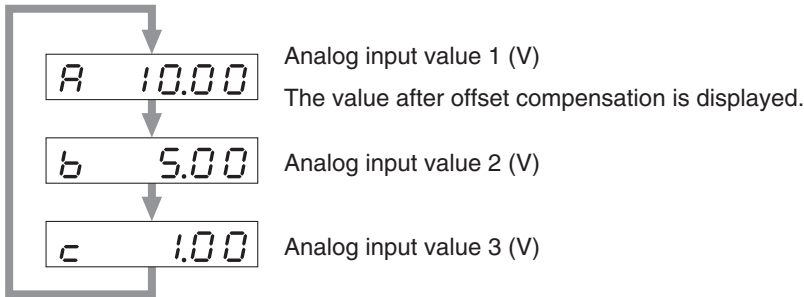 A 10.00
Analog input value 1 (V)
The value after offset compensation is displayed.
b 5.00
Analog input value 2 (V)
c 1.00
Analog input value 3 (V)